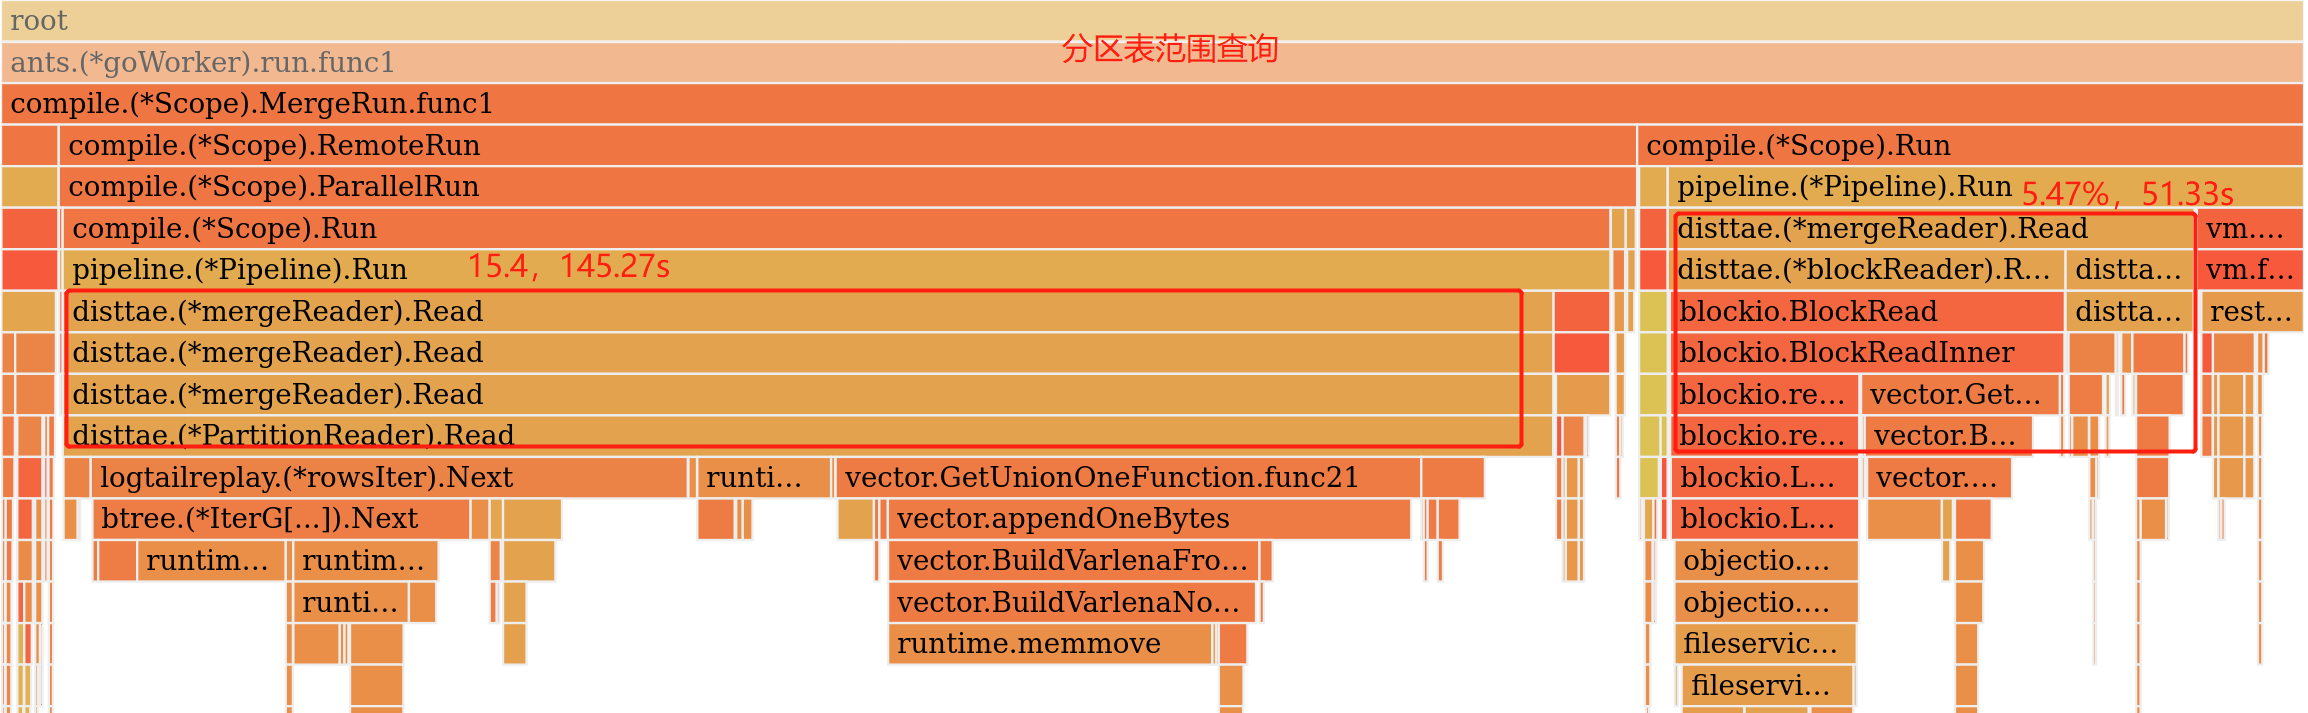 root
分区表范围查询
ants.(*goWorker).run.func1
compile.(*Scope).MergeRun.func1
compile.(*Scope).RemoteRun
compile.(*Scope).Run
compile.(*Scope).ParallelRun
pipeline.(*Pipeline).Run
5.47%，51.33s
compile.(*Scope).Run
disttae.(*mergeReader).Read
vm....
pipeline.(*Pipeline).Run
15.4，145.27s
disttae.(*blockReader).R...
distta...
vm.f...
disttae.(*mergeReader).Read
blockio.BlockRead
distta...
rest...
disttae.(*mergeReader).Read
blockio.BlockReadInner
disttae.(*mergeReader).Read
blockio.re...
vector.Get...
disttae.(*PartitionReader).Read
blockio.re...
vector.B...
logtailreplay.(*rowsIter).Next
runti...
vector.GetUnionOneFunction.func21
blockio.L...
vector....
btree.(*IterG[...]).Next
vector.appendOneBytes
blockio.L...
runtim...
runtim...
vector.BuildVarlenaFro...
objectio....
runti...
vector.BuildVarlenaNo...
objectio....
runtime.memmove
fileservic...
fileservi...